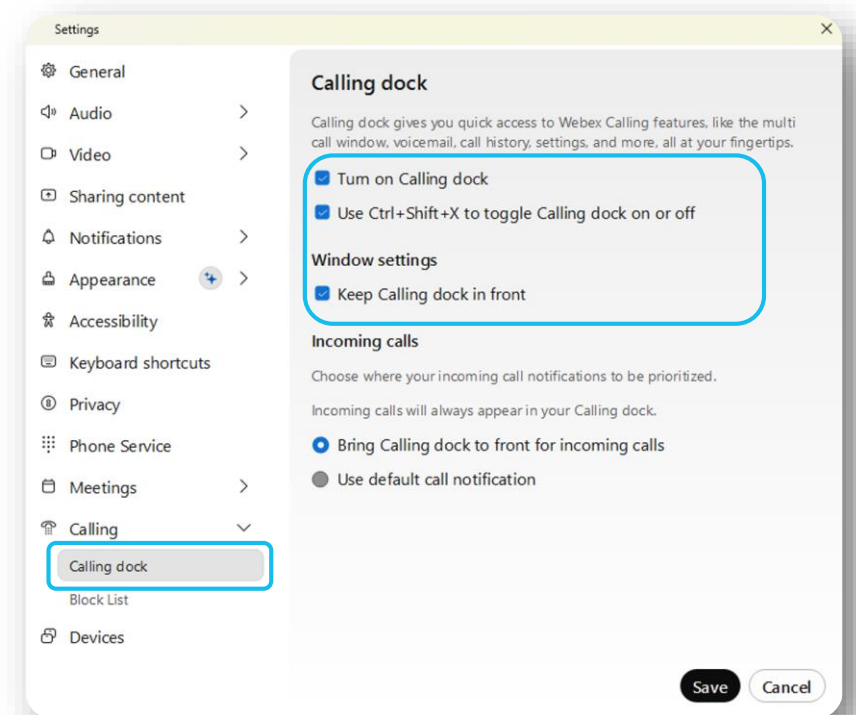 Settings
General
Audio
Video
Sharing content
Notifications
Appearance
Accessibility
Keyboard shortcuts
Privacy
Phone Service
Meetings
Calling
Calling dock
Block List
Devices
Calling dock
Calling dock gives you quick access to Webex Calling features, like the multi
call window, voicemail, call history, settings, and more, all at your fingertips.
Turn on Calling dock
Use Ctrl+Shift+X to toggle Calling dock on or off
Window settings
Keep Calling dock in front
Incoming calls
Choose where your incoming call notifications to be prioritized.
Incoming calls will always appear in your Calling dock.
Bring Calling dock to front for incoming calls
Use default call notification
Save
Cancel